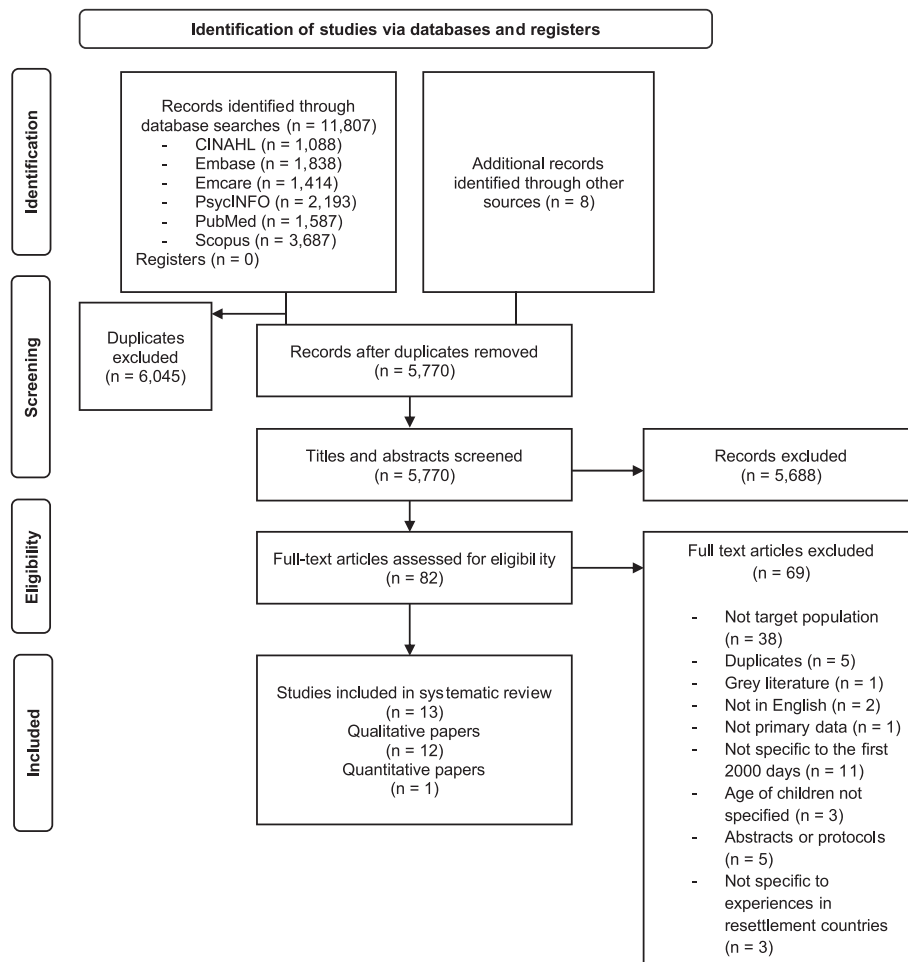 Identification of studies via databases and registers
Identification
Records identified through
database searches (n = 11,807)
- CINAHL (n = 1,088)
- Embase (n = 1,838)
- Emcare (n = 1,414)
- PsycINFO (n = 2,193)
- PubMed (n = 1,587)
- Scopus (n = 3,687)
Registers (n = 0)
Additional records
identified through other
sources (n = 8)
Screening
Duplicates
excluded
(n = 6,045)
Records after duplicates removed
(n = 5,770)
Titles and abstracts screened
(n = 5,770)
Records excluded
(n = 5,688)
Eligibility
Full-text articles assessed for eligibility
(n = 82)
Full text articles excluded
(n = 69)
- Not target population
(n = 38)
- Duplicates (n = 5)
- Grey literature (n = 1)
- Not in English (n = 2)
- Not primary data (n = 1)
- Not specific to the first
2000 days (n = 11)
- Age of children not
specified (n = 3)
- Abstracts or protocols
(n = 5)
- Not specific to
experiences in
resettlement countries
(n = 3)
Included
Studies included in systematic review
(n = 13)
Qualitative papers
(n = 12)
Quantitative papers
(n = 1)